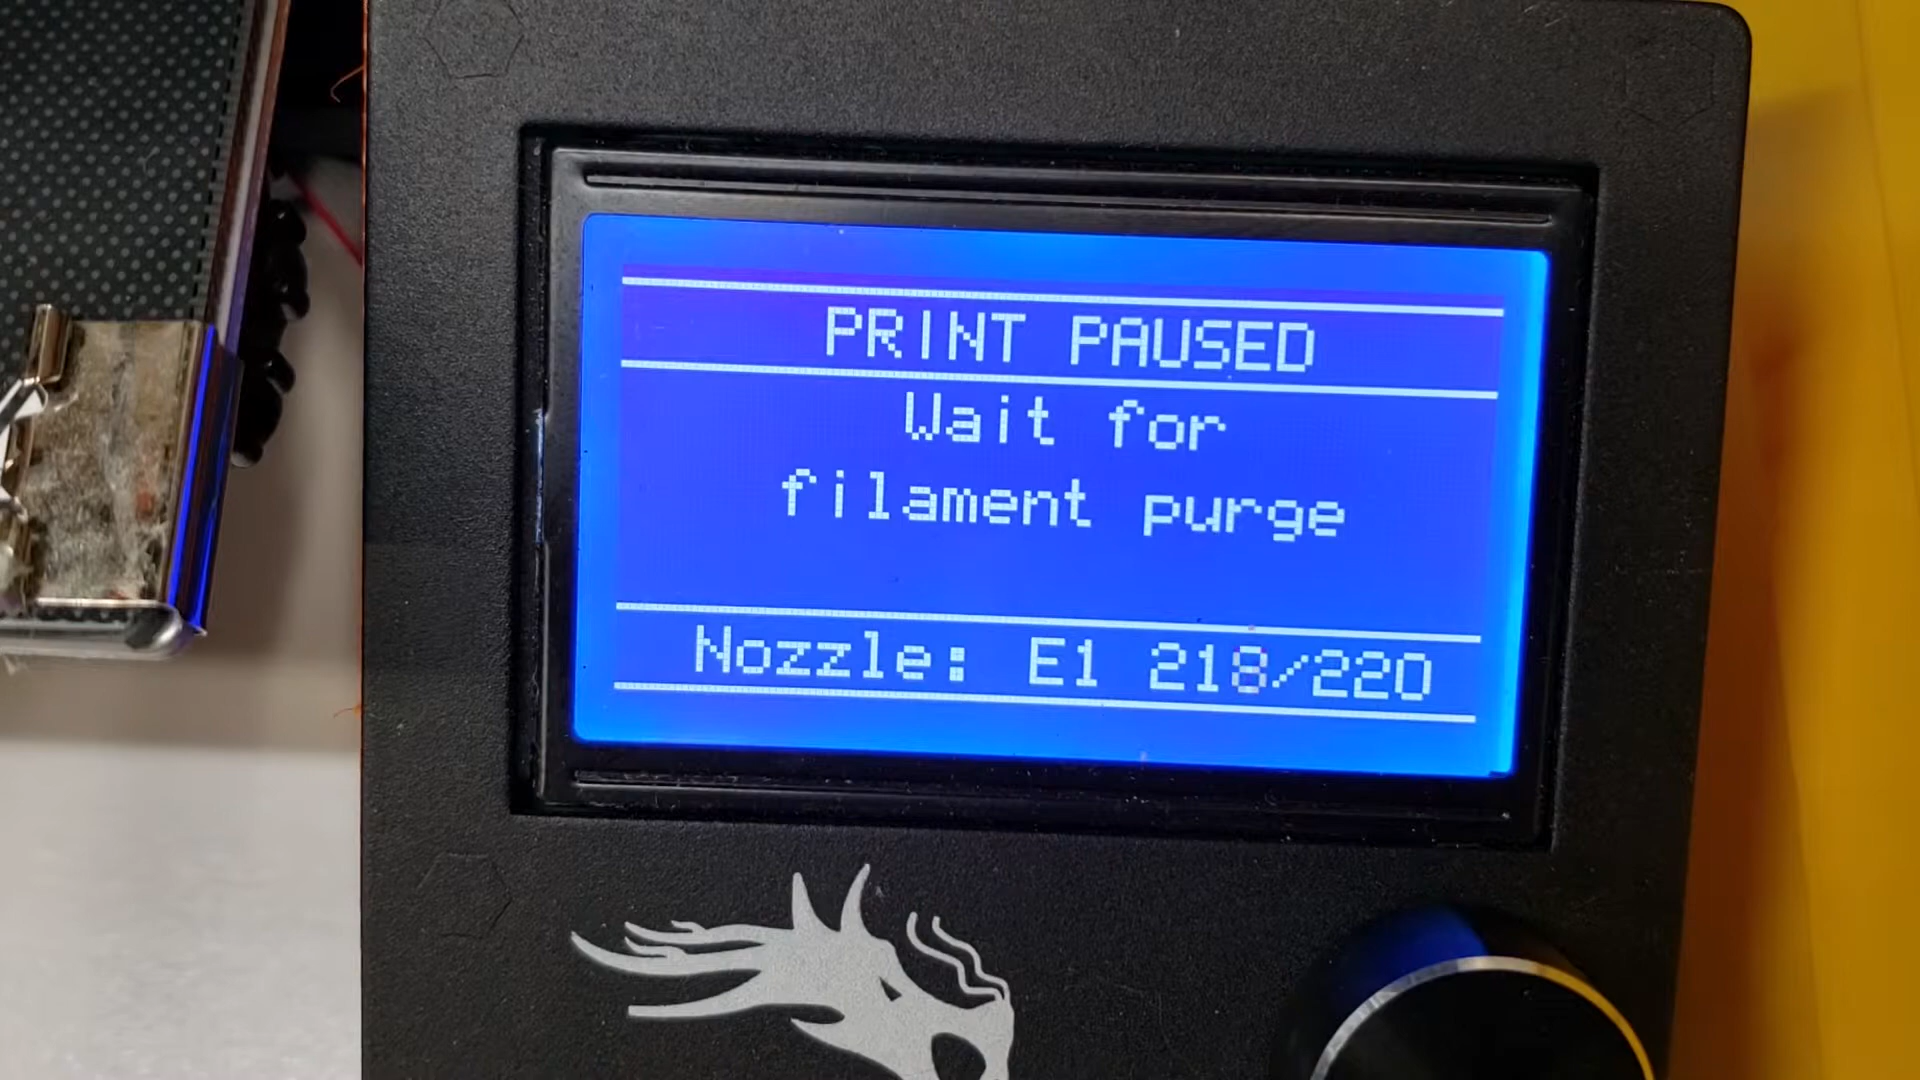 PRINT PAUSED
Wait for
filament purge
Nozzle: E1 218/220